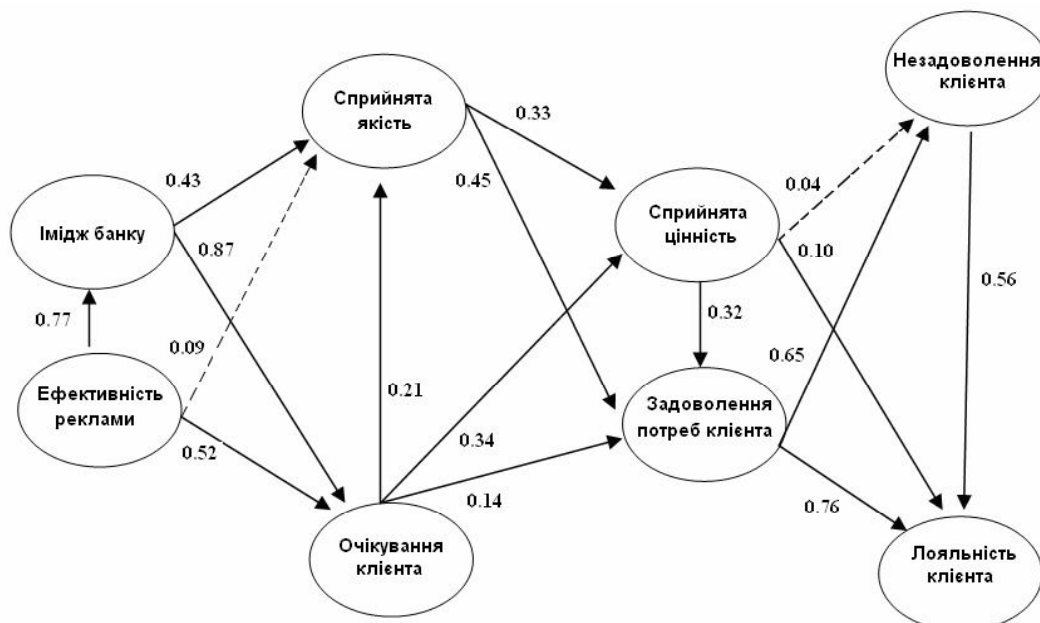 Незадоволення
клієнта
Сприйнята
якість
0.33
0.43
0.45
0.04
Сприйнята
цінність
Імідж банку
0.87
0.10
0.56
0.77
0.09
0.32
0.65
Ефективність
реклами
0.21
Задоволення
потреб клієнта
0.52
0.34
0.14
0.76
Очікування
клієнта
Лояльність
клієнта